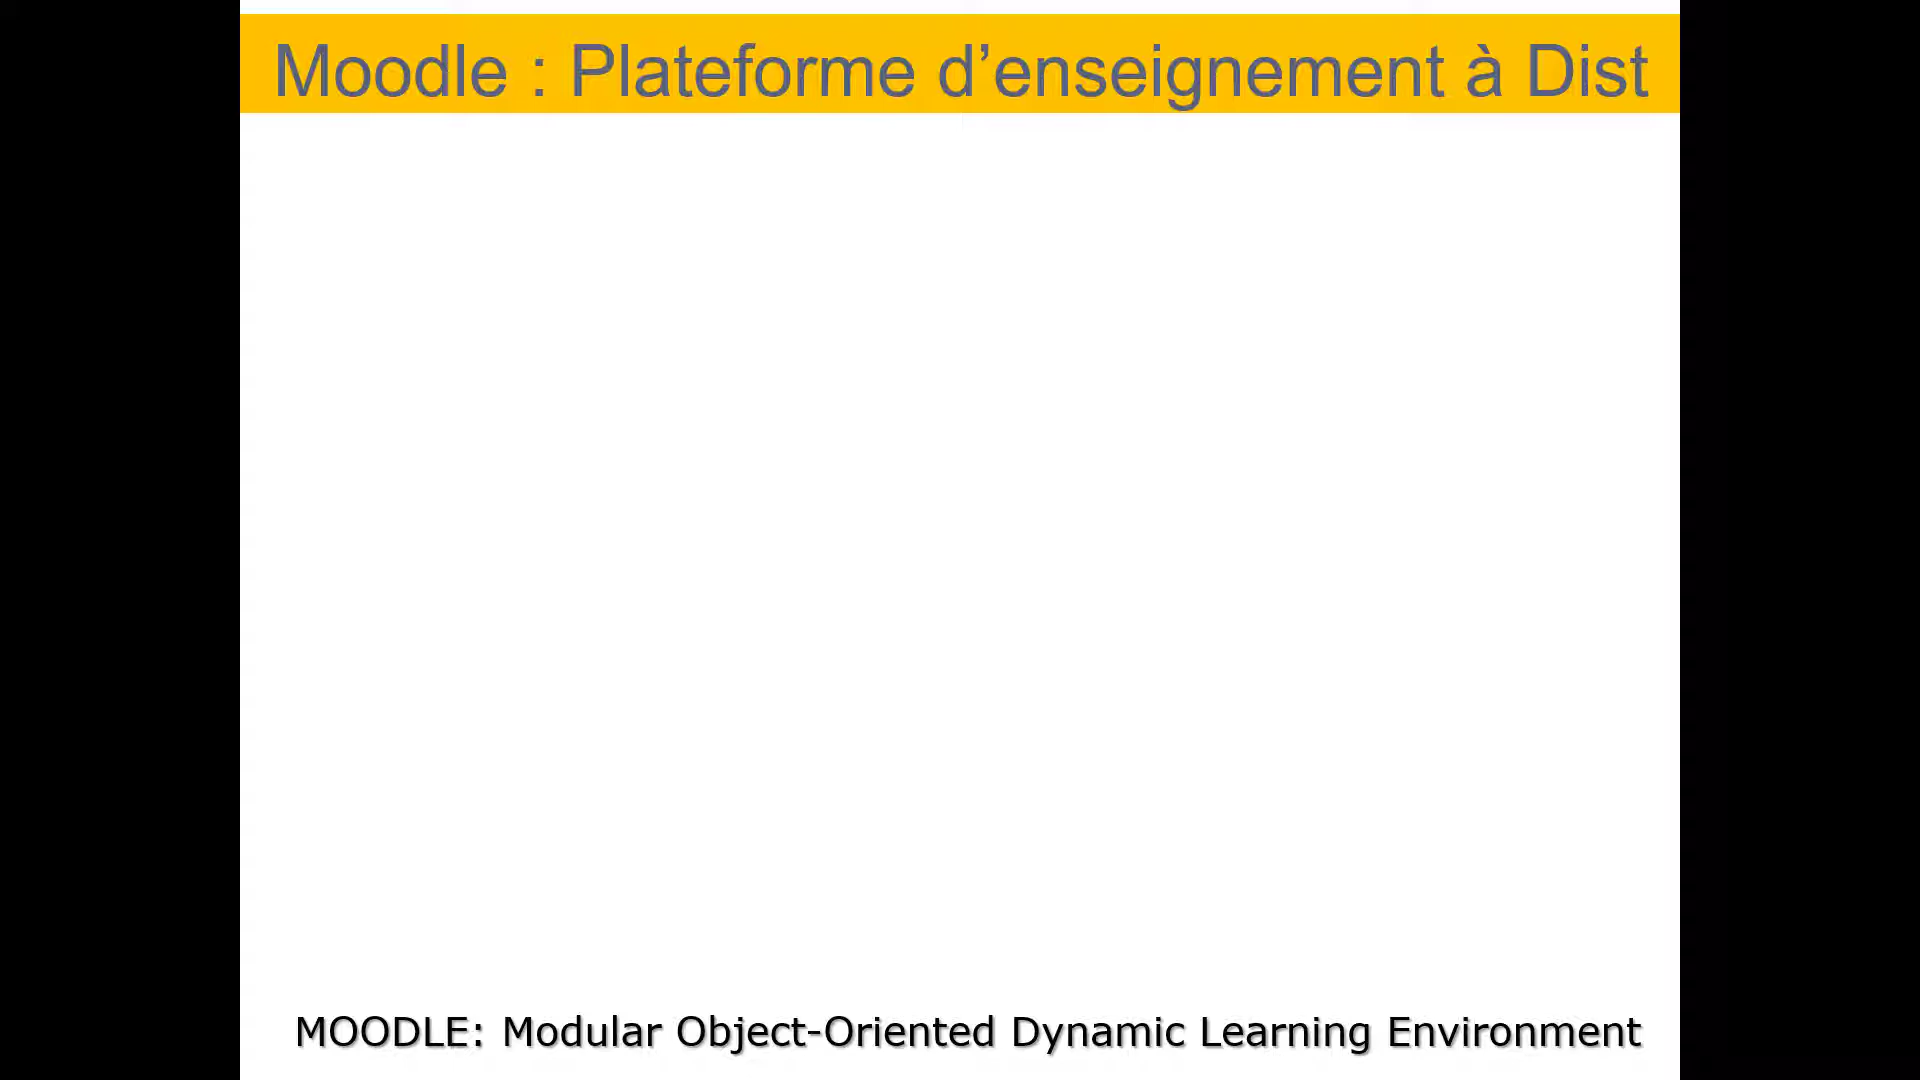 Moodle : Plateforme d’enseignement à Dist
MOODLE: Modular Object-Oriented Dynamic Learning Environment